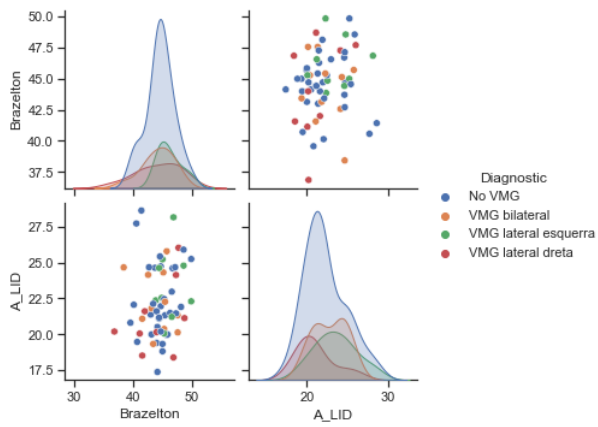 50.0
47.5
45.0
42.5
40.0
37.5
Brazelton
27.5
25.0
22.5
20.0
17.5
A_LID
30
40
50
Brazelton
20
30
A_LID
Diagnostic
No VMG
VMG bilateral
VMG lateral esquerra
VMG lateral dreta